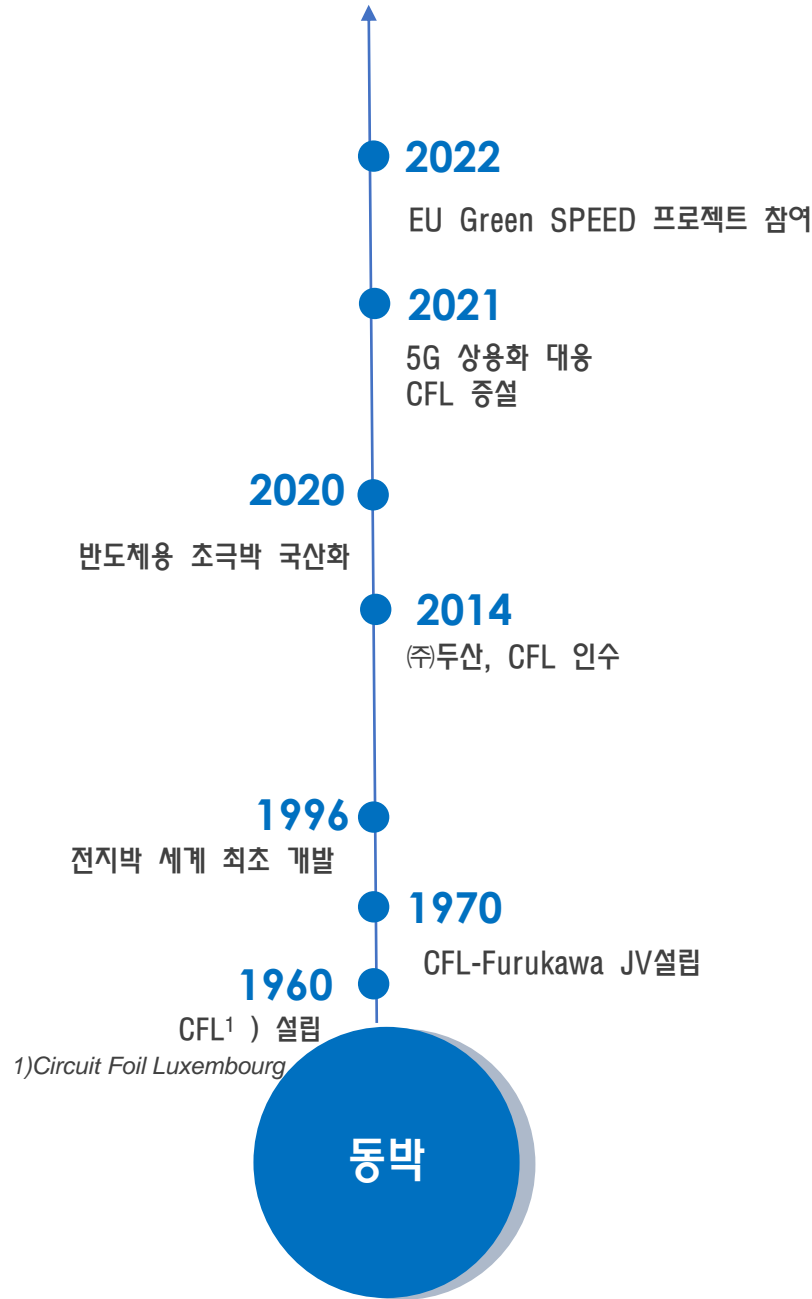 2022
EU Green SPEED 프로젝트 참여
2021
5G 상용화 대응
CFL 증설
2020
반도체용 초극박 국산화
2014
㈜두산, CFL 인수
1996
전지박 세계 최초 개발
1970
CFL-Furukawa JV설립
1960
CFL¹ ) 설립
1)Circuit Foil Luxembourg
동박